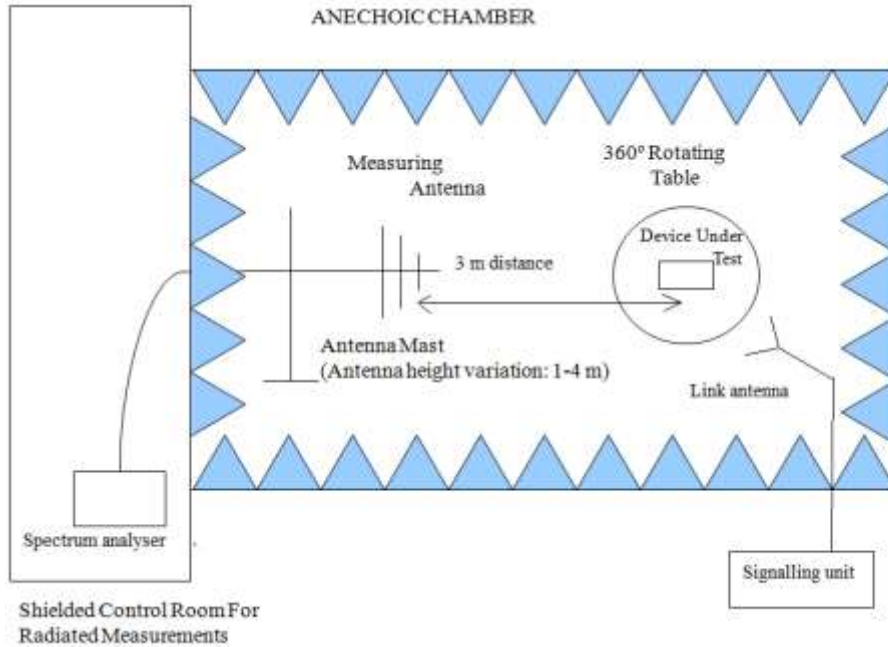 ANECHOIC CHAMBER
Measuring
Antenna
360º Rotating
Table
Device Under
Test
3 m distance
Antenna Mast
(Antenna height variation: 1-4 m)
Link antenna
Spectrum analyser
Signalling unit
Shielded Control Room For
Radiated Measurements